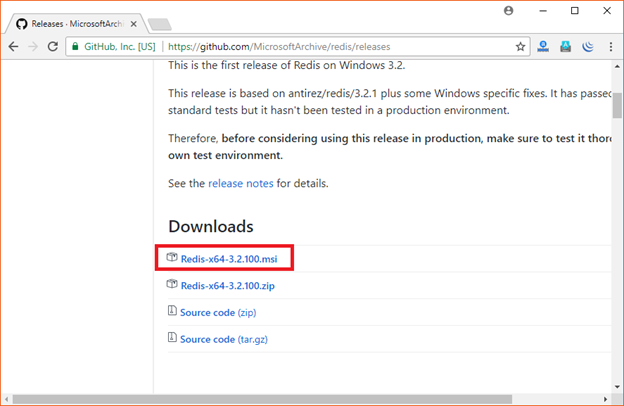 Releases · MicrosoftArchiv
GitHub, Inc. [US]
https://github.com/MicrosoftArchive/redis/releases
This is the first release of Redis on Windows 3.2.
This release is based on antirez/redis/3.2.1 plus some Windows specific fixes. It has passed
standard tests but it hasn't been tested in a production environment.
Therefore, before considering using this release in production, make sure to test it thor
own test environment.
See the release notes for details.
Downloads
Redis-x64-3.2.100.msi
Redis-x64-3.2.100.zip
Source code (zip)
Source code (tar.gz)